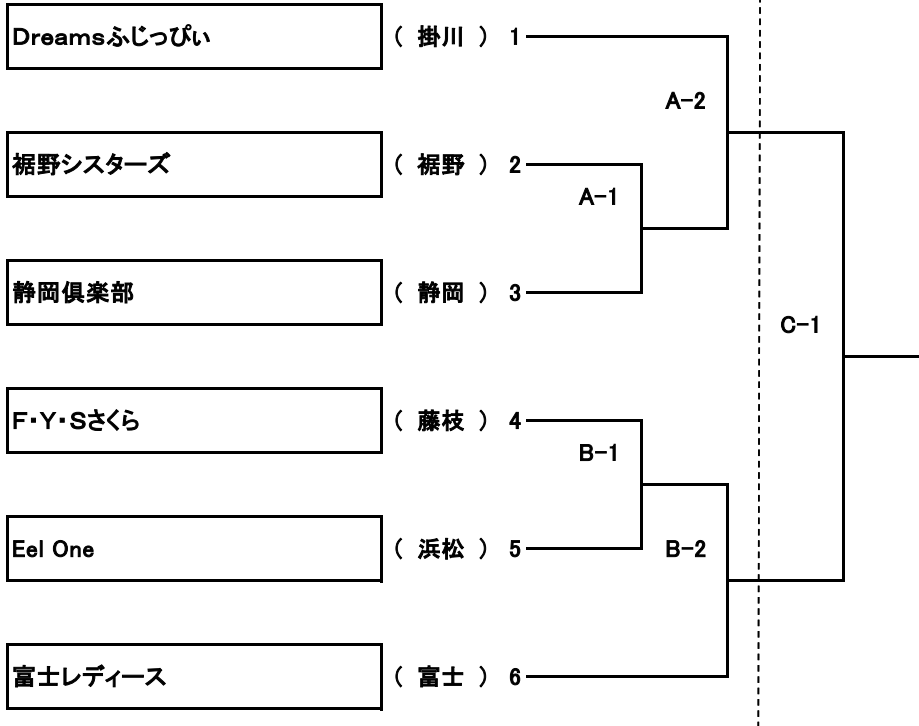 Ｄｒｅａｍｓふじっぴぃ （ 掛川 ） 1
A-2
裾野シスターズ （ 裾野 ） 2
A-1
静岡倶楽部 （ 静岡 ） 3
C-1
Ｆ・Ｙ・Ｓさくら （ 藤枝 ） 4
B-1
Eel One （ 浜松 ） 5
B-2
富士レディース （ 富士 ） 6